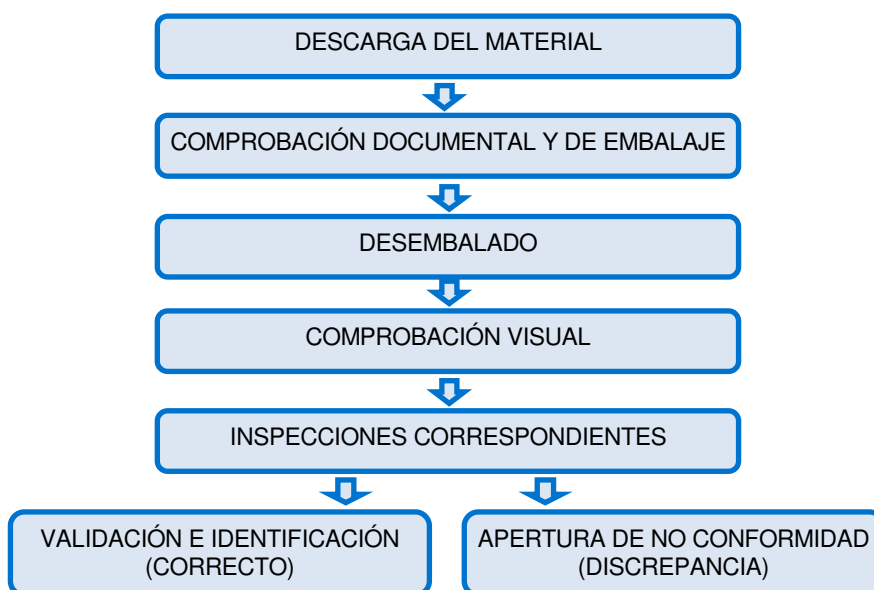 DESCARGA DEL MATERIAL
COMPROBACIÓN DOCUMENTAL Y DE EMBALAJE
DESEMBALADO
COMPROBACIÓN VISUAL
INSPECCIONES CORRESPONDIENTES
VALIDACIÓN E IDENTIFICACIÓN
(CORRECTO)
APERTURA DE NO CONFORMIDAD
(DISCREPANCIA)